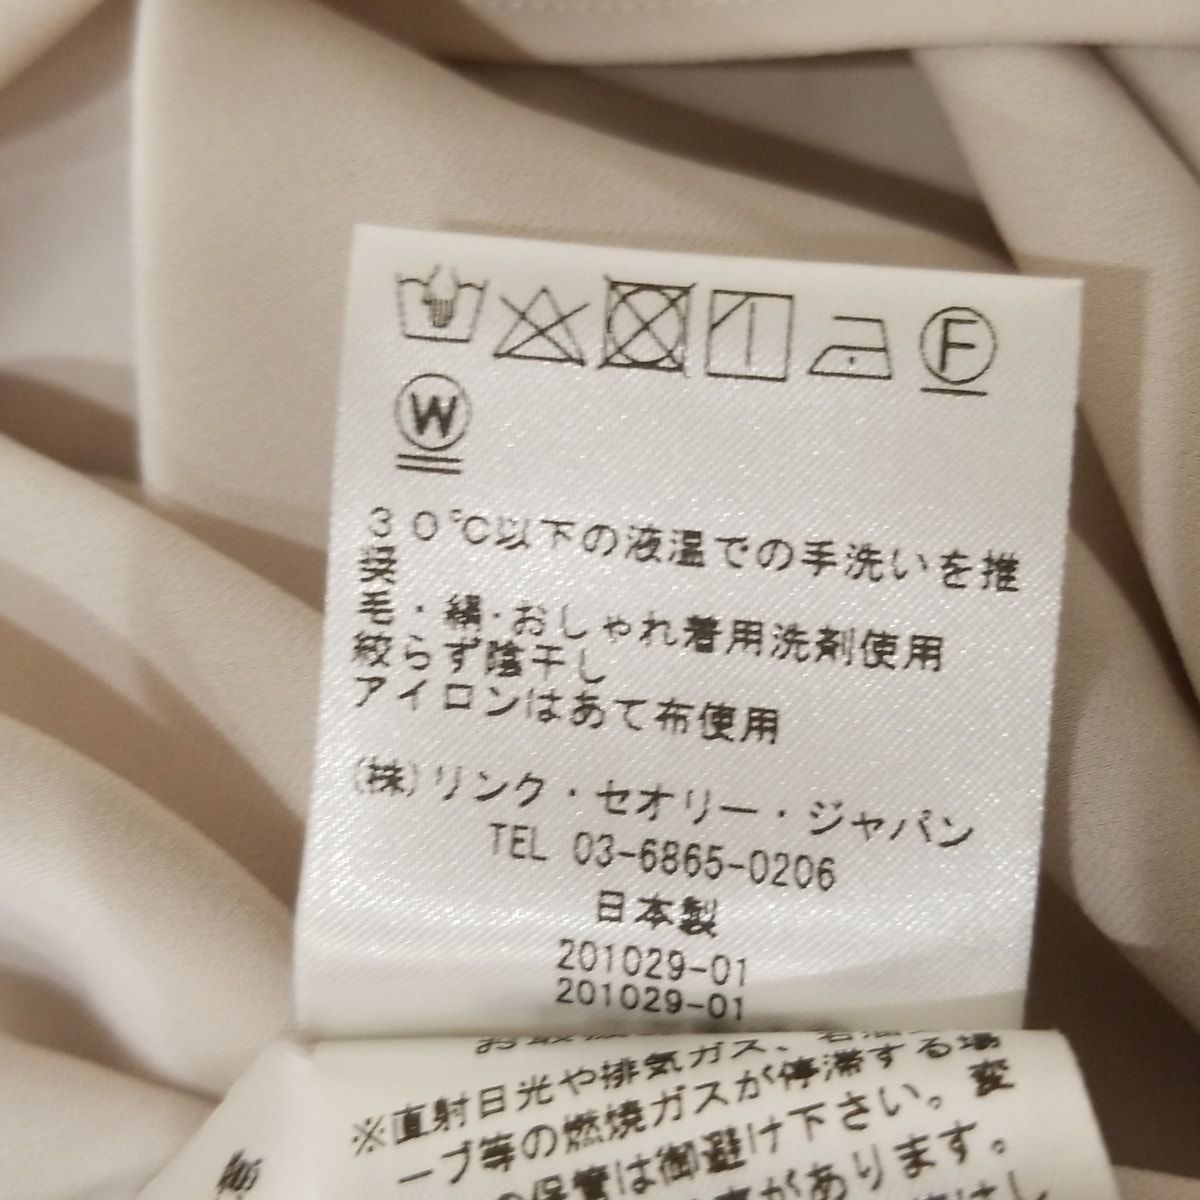 F
W
30℃以下の液温での手洗いを推
奨
毛・絹・おしゃれ着用洗剤使用
絞らず陰干し
アイロンはあて布使用
(株)リンク・セオリー・ジャパン
TEL 03-6865-0206
日本製
201029-01
201029-01
※直射日光や排気ガス、
ーブ等の燃焼ガスが停滞する場
の保管は御避け下さい。変
があります。